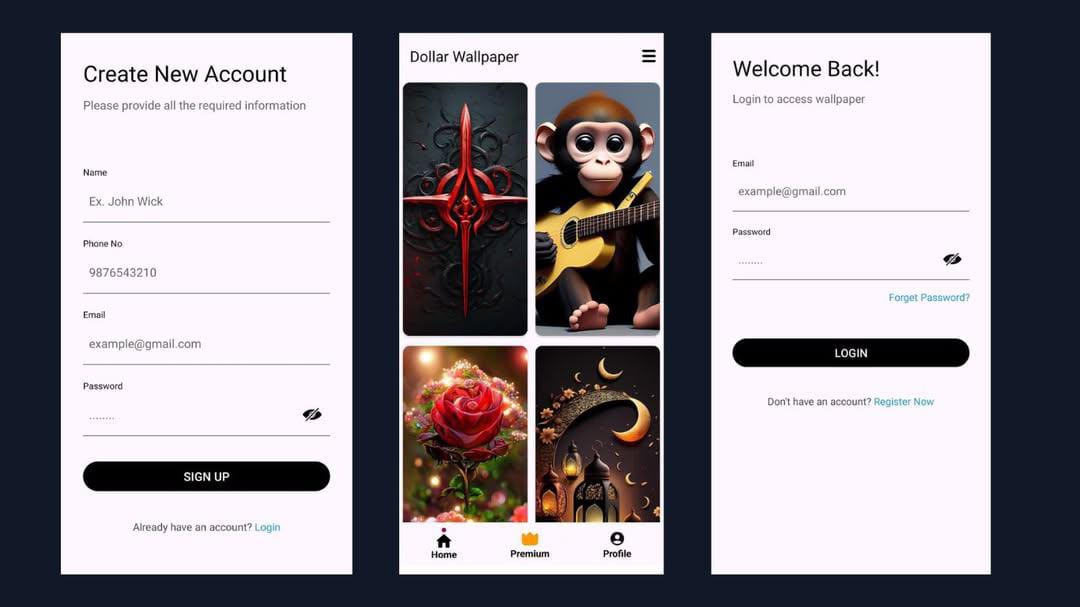 Create New Account
Please provide all the required information
Name
Ex. John Wick
Phone No
9876543210
Email
example@gmail.com
Password
........
SIGN UP
Already have an account? Login
Dollar Wallpaper
Home
Premium
Profile
Welcome Back!
Login to access wallpaper
Email
example@gmail.com
Password
........
Forget Password?
LOGIN
Don't have an account? Register Now